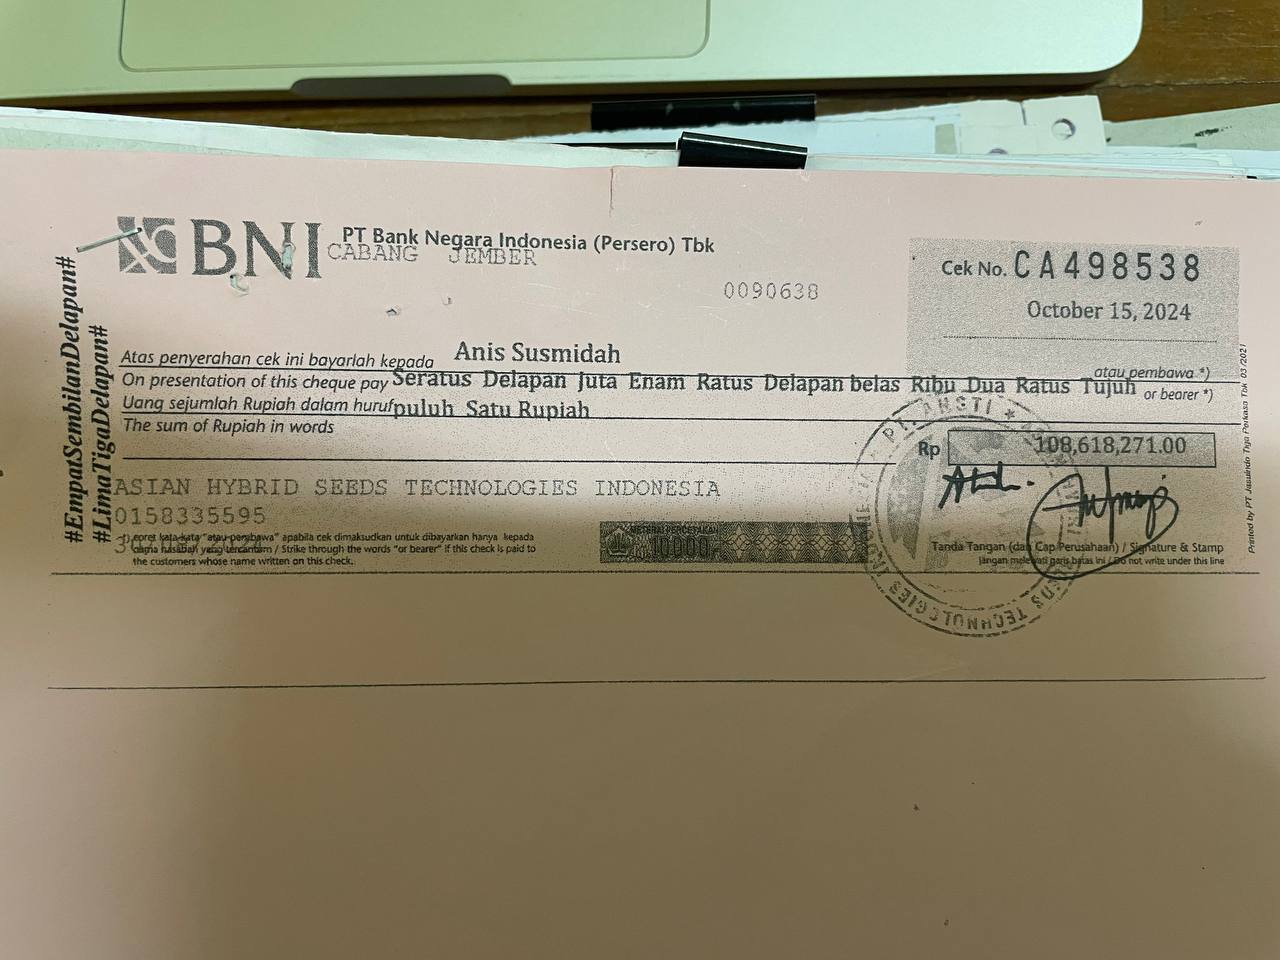 BNI PT Bank Negara Indonesia (Persero) Tbk
CABANG JEMBER
0090638
Cek No. CA498538
October 15, 2024
#EmpatSembilanDelapan#
#LimaTigaDelapan#
Atas penyerahan cek ini bayarlah kepada Anis Susmidah atau pembawa *)
On presentation of this cheque pay Seratus Delapan Juta Enam Ratus Delapan belas Ribu Dua Ratus Tujuh or bearer *)
Uang sejumlah Rupiah dalam huruf puluh Satu Rupiah
The sum of Rupiah in words
Rp 108,618,271.00
ASIAN HYBRID SEEDS TECHNOLOGIES INDONESIA
0158335595
*) coret kata-kata "atau pembawa" apabila cek dimaksudkan untuk dibayarkan hanya kepada
nama nasabah yang tercantum / Strike through the words "or bearer" if this check is paid to
the customers whose name written on this check.
METERAI PERCETAKAN
10000
Tanda Tangan (dan Cap Perusahaan) / Signature & Stamp
Jangan melewati garis batas ini / Do not write under this line
PT. AHSTI * SEEDS TECHNOLOGIES
Printed by PT Jasuindo Tiga Perkasa Tbk 03/2021